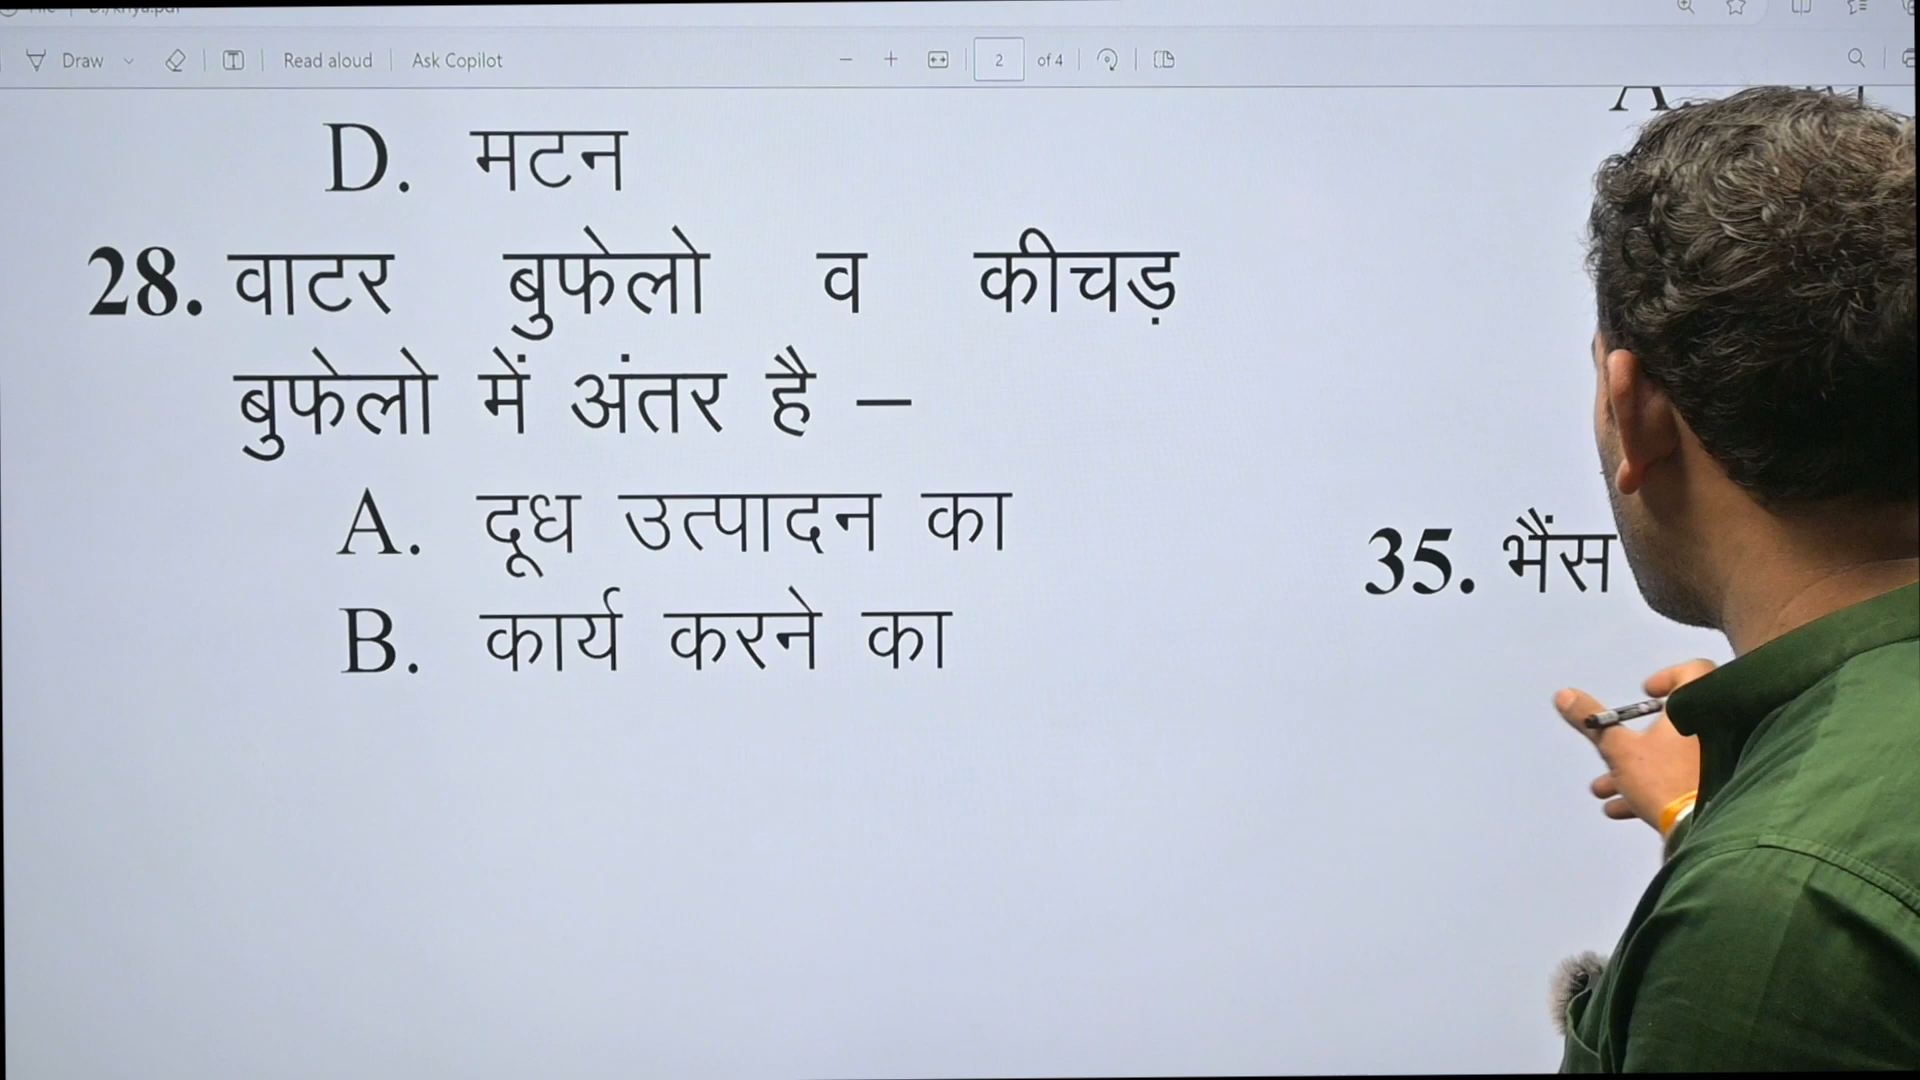 Draw
Read aloud
Ask Copilot
2
of 4
D. मटन
28. वाटर बुफेलो व कीचड़
बुफेलो में अंतर है –
A. दूध उत्पादन का
B. कार्य करने का
35. भैंस